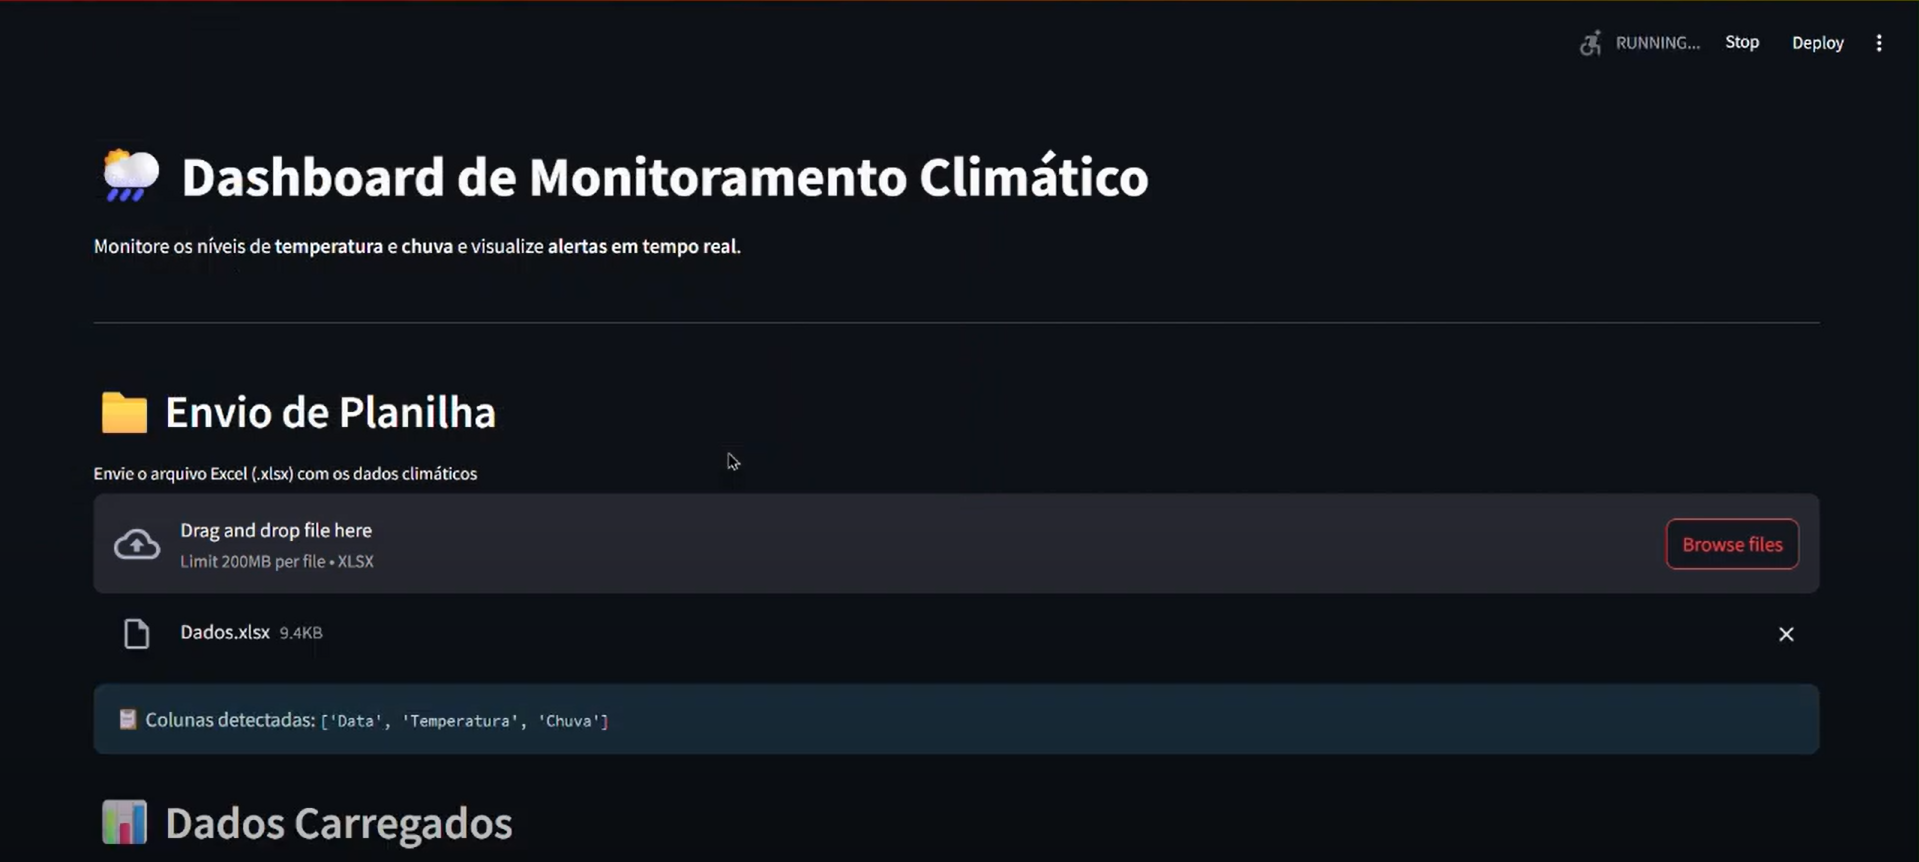 RUNNING... Stop Deploy
Dashboard de Monitoramento Climático
Monitore os níveis de temperatura e chuva e visualize alertas em tempo real.
Envio de Planilha
Envie o arquivo Excel (.xlsx) com os dados climáticos
Drag and drop file here
Limit 200MB per file • XLSX
Browse files
Dados.xlsx 9.4KB
Colunas detectadas: ['Data', 'Temperatura', 'Chuva']
Dados Carregados